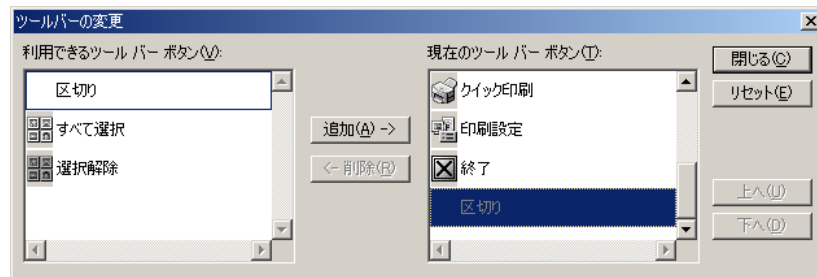 ツールバーの変更
利用できるツール バー ボタン(V):
区切り
すべて選択
選択解除
追加(A) ->
<- 削除(R)
現在のツール バー ボタン(T):
クイック印刷
印刷設定
終了
区切り
閉じる(C)
リセット(E)
上へ(U)
下へ(D)